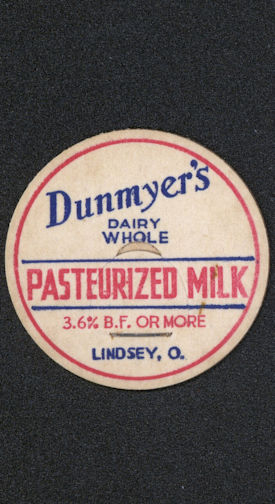 Dunmyer's
DAIRY
WHOLE
PASTEURIZED MILK
3.6% B.F. OR MORE
LINDSEY, O.